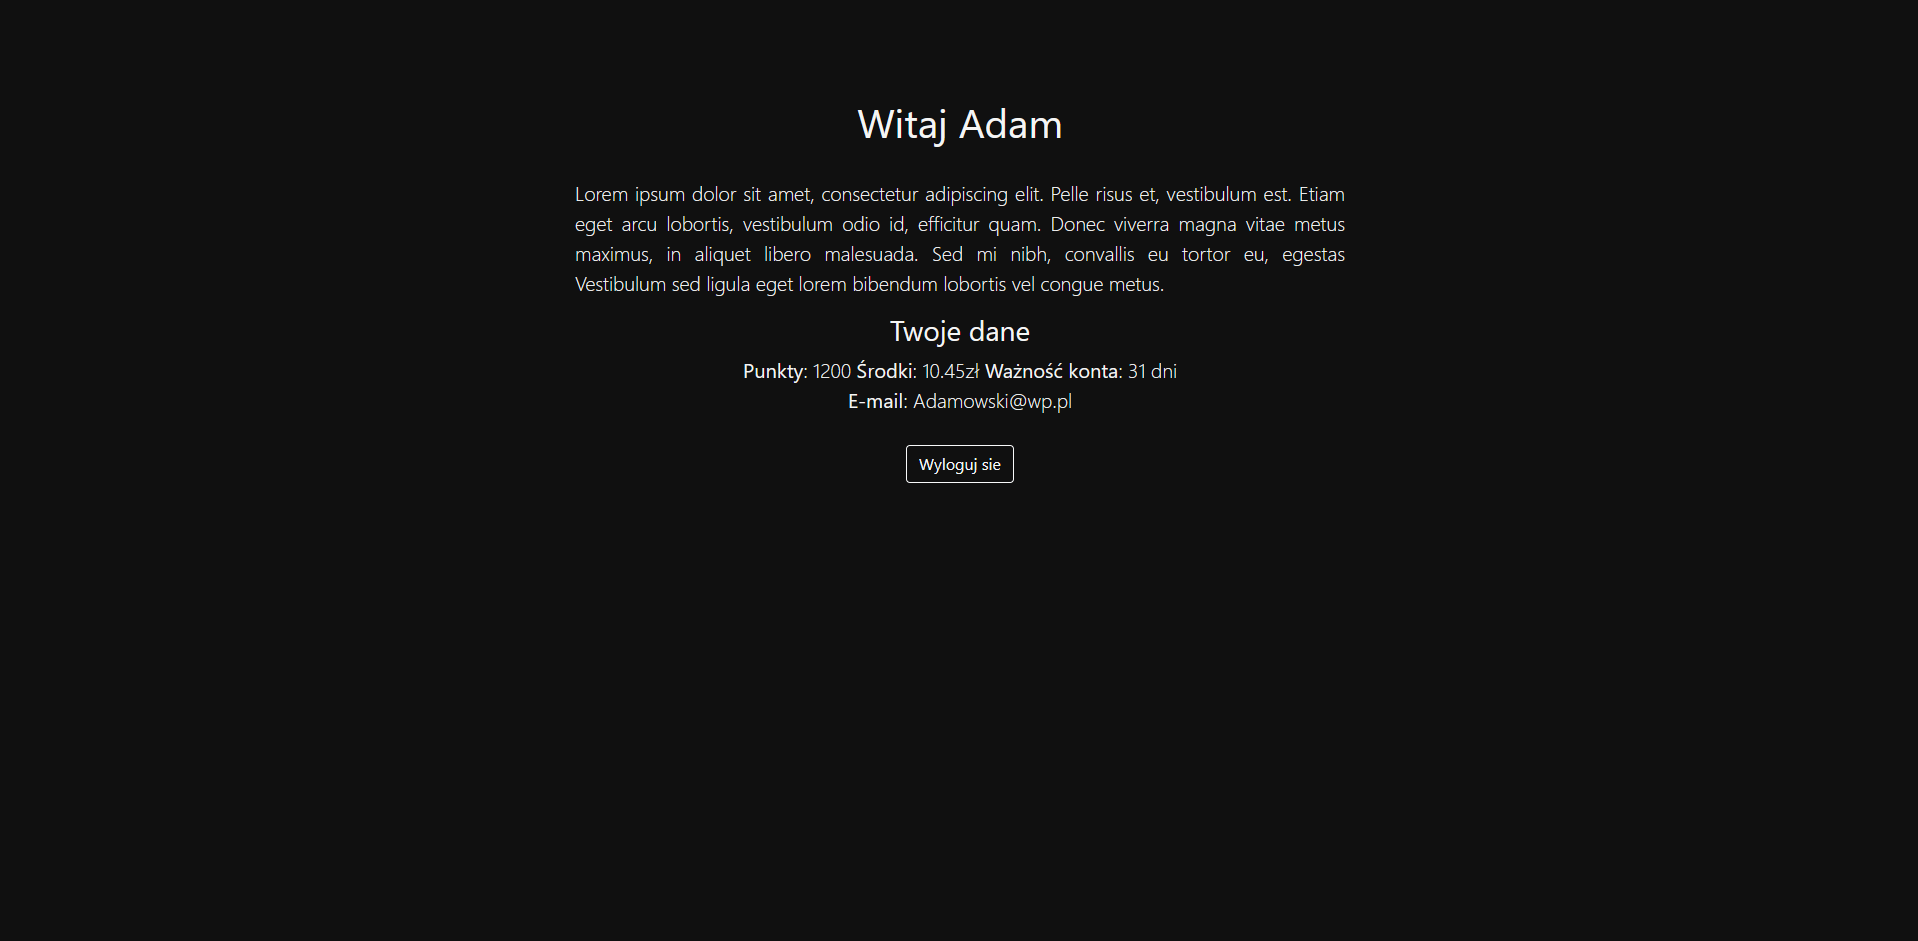 Witaj Adam
Lorem ipsum dolor sit amet, consectetur adipiscing elit. Pelle risus et, vestibulum est. Etiam
eget arcu lobortis, vestibulum odio id, efficitur quam. Donec viverra magna vitae metus
maximus, in aliquet libero malesuada. Sed mi nibh, convallis eu tortor eu, egestas
Vestibulum sed ligula eget lorem bibendum lobortis vel congue metus.
Twoje dane
Punkty: 1200 Środki: 10.45zł Ważność konta: 31 dni
E-mail: Adamowski@wp.pl
Wyloguj sie